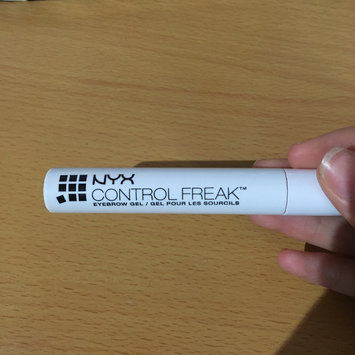 NYX
CONTROL FREAK™
EYEBROW GEL / GEL POUR LES SOURCILS